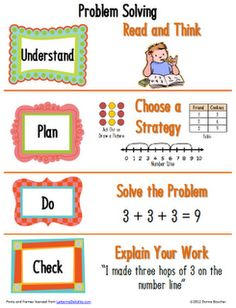 Problem Solving
Understand
Read and Think
Plan
Choose a
Strategy
Act Out or
Draw a Picture
Number Line
Friend Cookies
Do
Solve the Problem
3 + 3 + 3 = 9
Check
Explain Your Work
"I made three hops of 3 on the
number line"
©2012 Donna Boucher